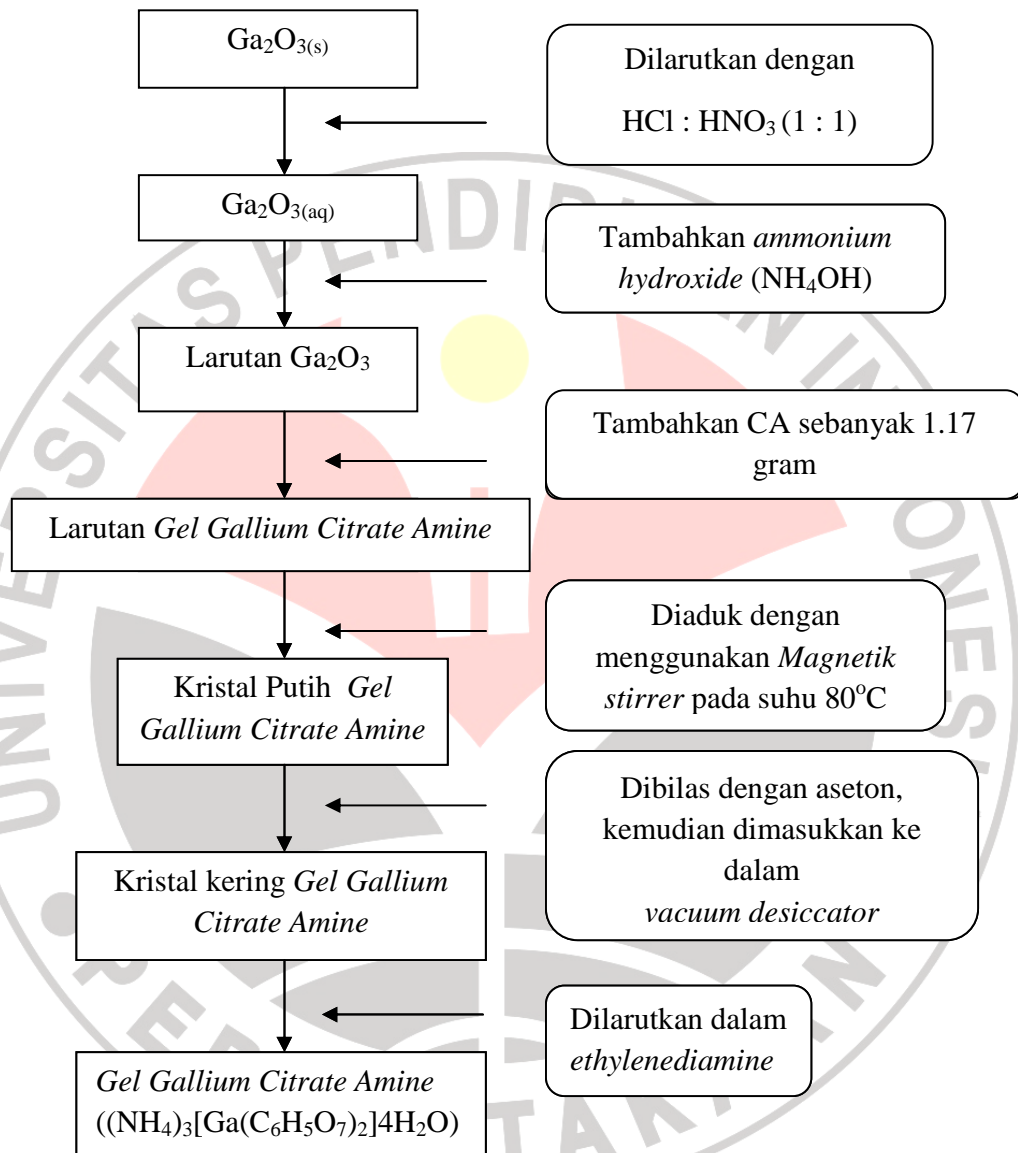 Ga₂O₃(s)
Dilarutkan dengan
HCl : HNO₃ (1 : 1)
Ga₂O₃(aq)
Tambahkan ammonium
hydroxide (NH₄OH)
Larutan Ga₂O₃
Tambahkan CA sebanyak 1.17
gram
Larutan Gel Gallium Citrate Amine
Diaduk dengan
menggunakan Magnetik
stirrer pada suhu 80°C
Kristal Putih Gel
Gallium Citrate Amine
Dibilas dengan aseton,
kemudian dimasukkan ke
dalam
vacuum desiccator
Kristal kering Gel Gallium
Citrate Amine
Dilarutkan dalam
ethylenediamine
Gel Gallium Citrate Amine
((NH₄)₃[Ga(C₆H₅O₇)₂]4H₂O)
UNIVERSITAS